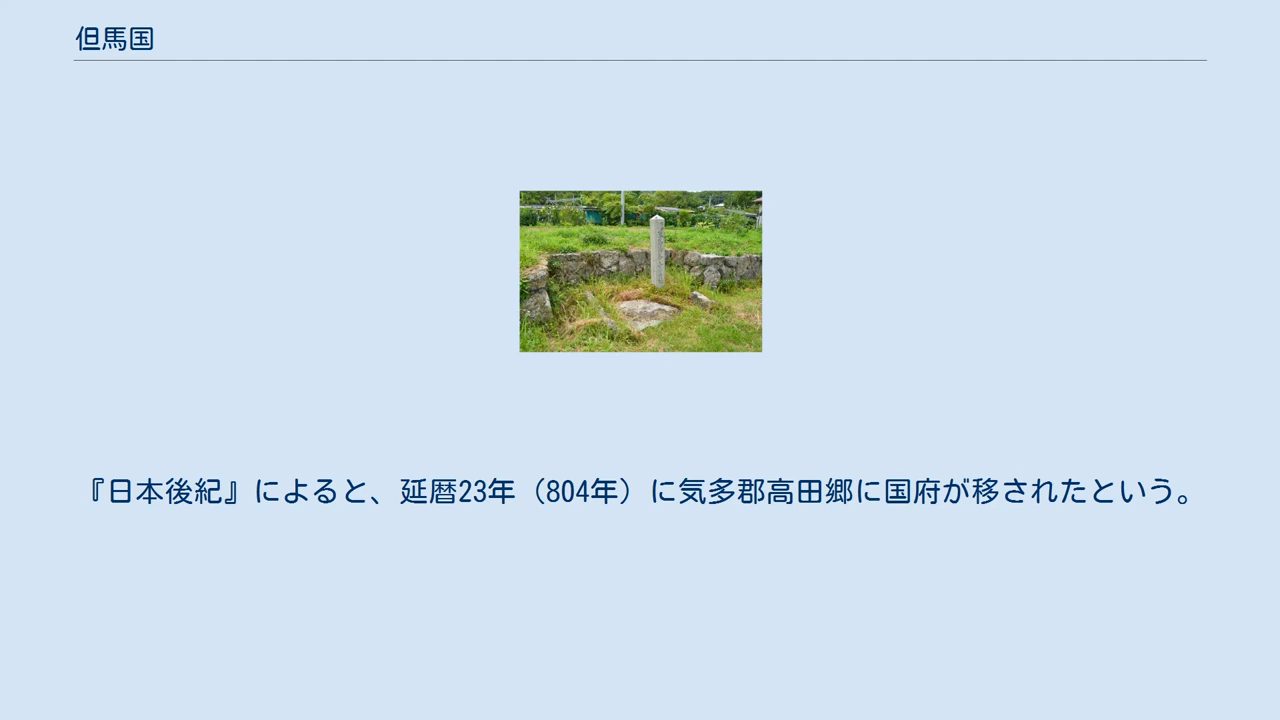 但馬国
『日本後紀』によると、延暦23年（804年）に気多郡高田郷に国府が移されたという。